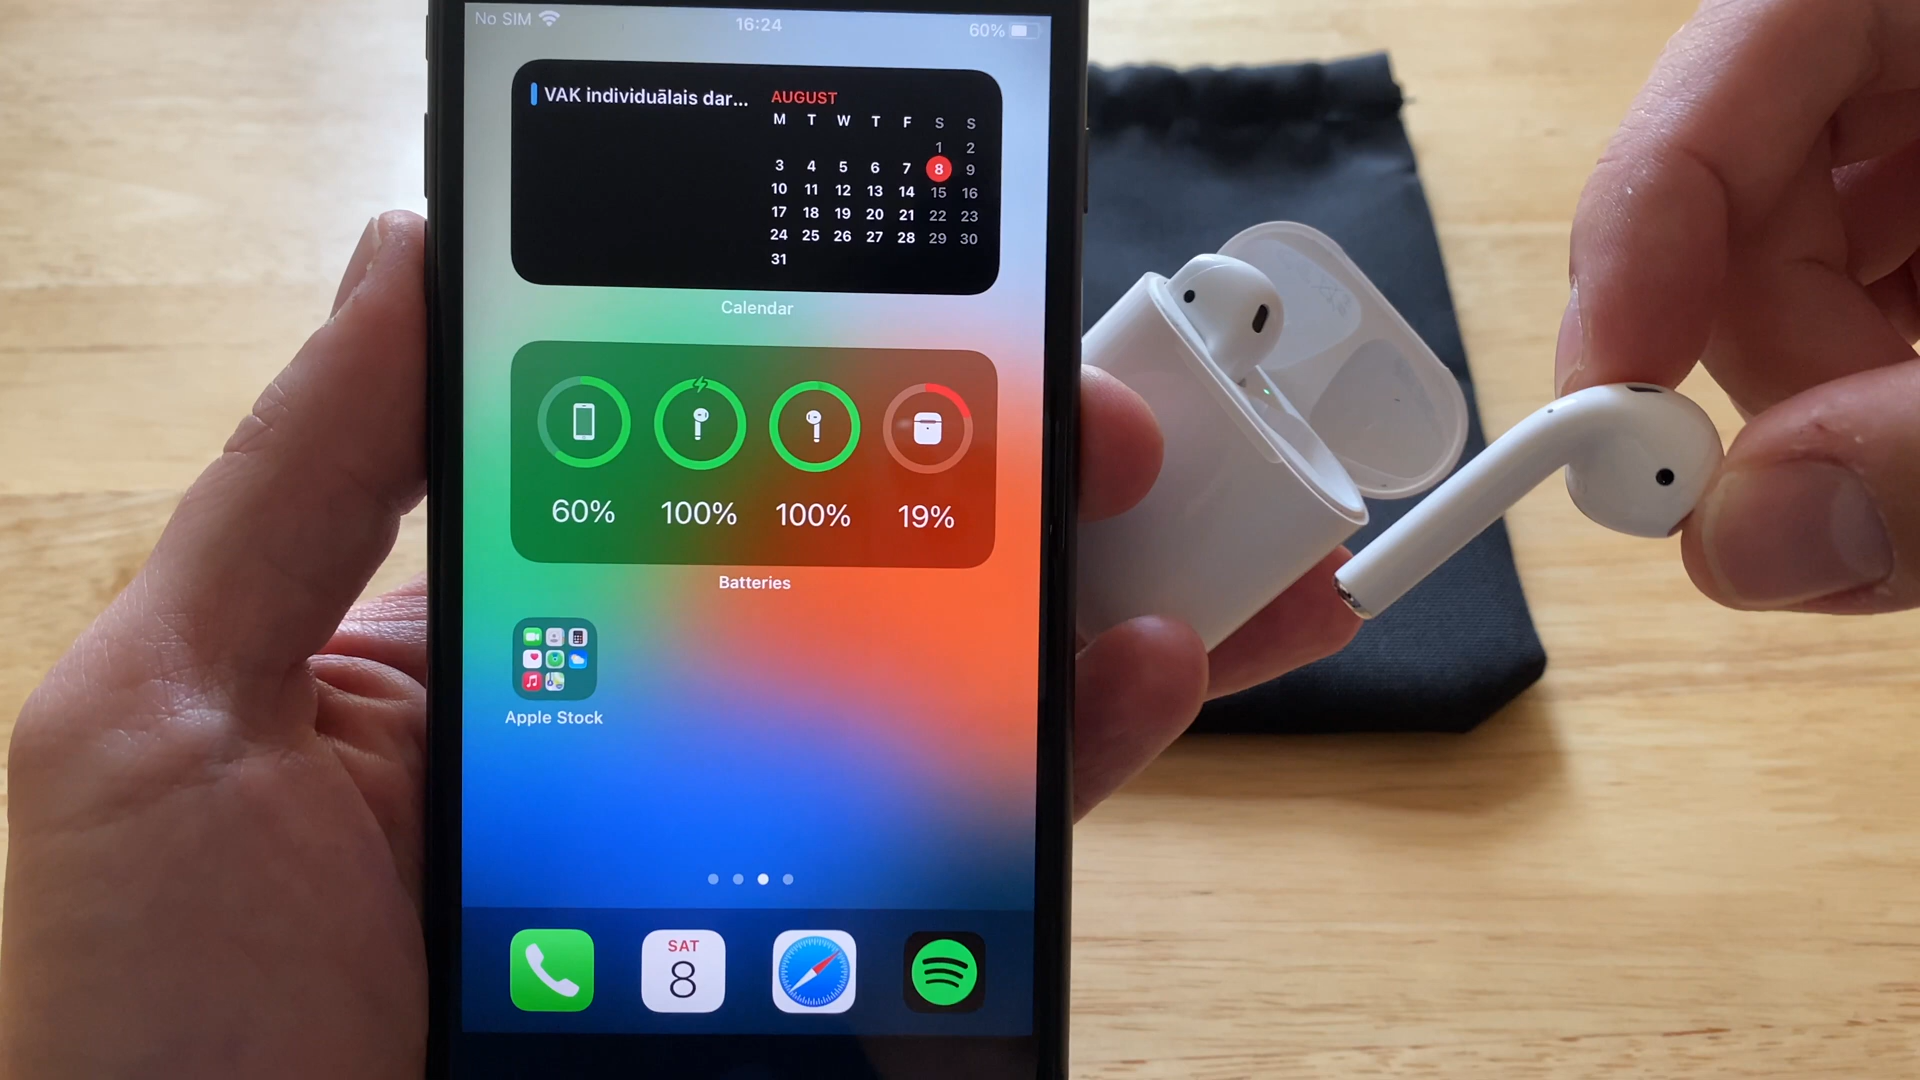 No SIM 16:24 60%
VAK individuālais dar...
AUGUST
M T W T F S S
1 2
3 4 5 6 7 8 9
10 11 12 13 14 15 16
17 18 19 20 21 22 23
24 25 26 27 28 29 30
31
Calendar
60% 100% 100% 19%
Batteries
Apple Stock
SAT
8